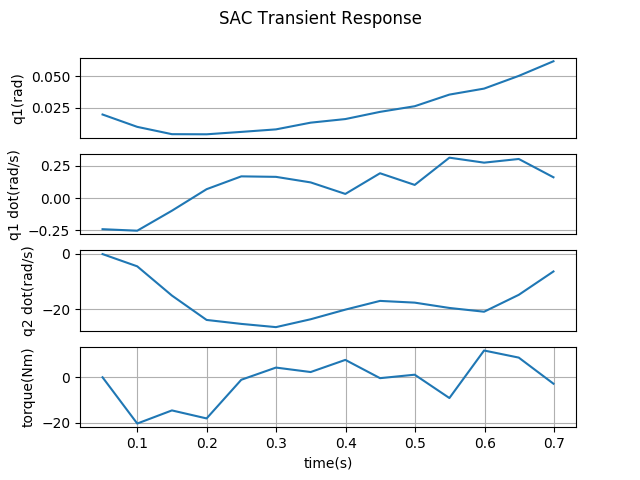 SAC Transient Response
q1(rad)
0.050
0.025
q1 dot(rad/s)
0.25
0.00
−0.25
q2 dot(rad/s)
0
−20
torque(Nm)
0
−20
0.1 0.2 0.3 0.4 0.5 0.6 0.7
time(s)